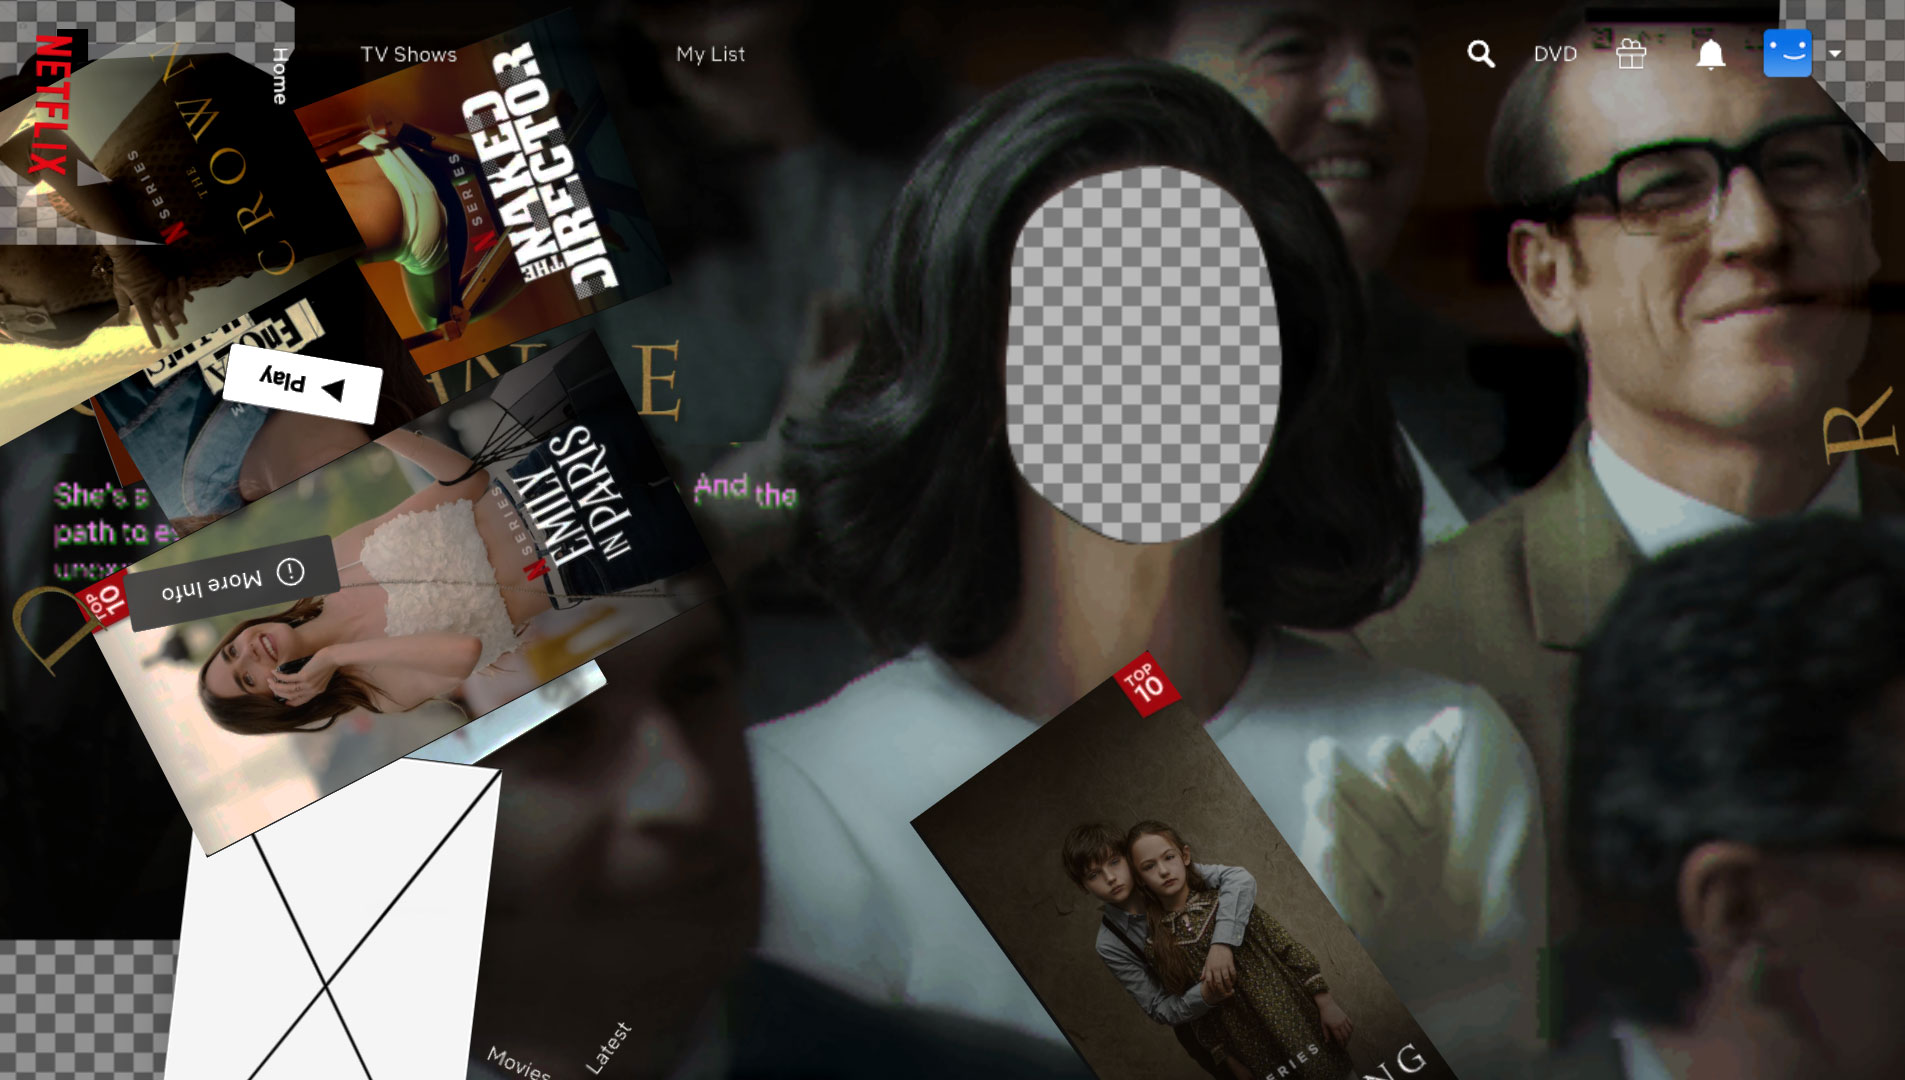 NETFLIX
Home
TV Shows
My List
DVD
N SERIES
THE
CROWN
N SERIES
THE NAKED
DIRECTOR
Play
E
R
D
She's
path to
And the
More Info
TOP
10
N SERIES
EMILY
IN PARIS
TOP
10
Movies
Latest